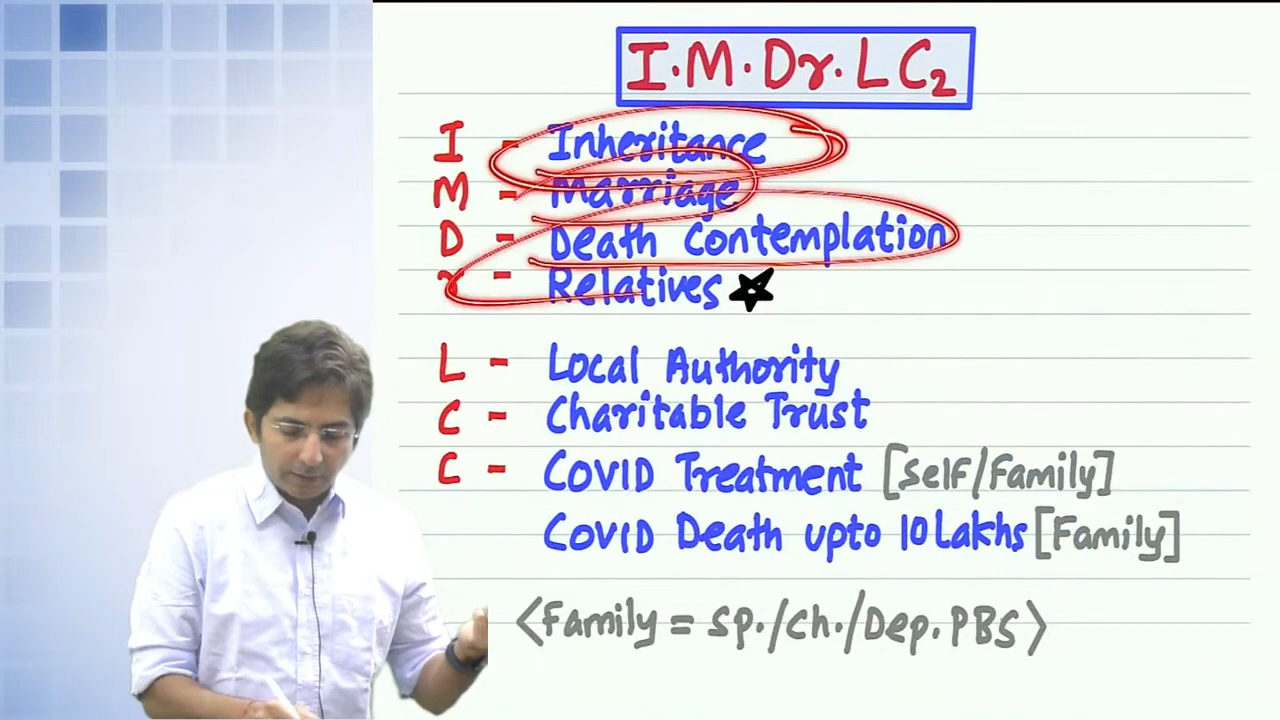 I.M.Dr.LC2
I - Inheritance
M - Marriage
D - Death Contemplation
r - Relatives
L - Local Authority
C - Charitable Trust
C - COVID Treatment [Self/Family]
COVID Death upto 10 Lakhs [Family]
<Family = Sp./Ch./Dep. PBS>